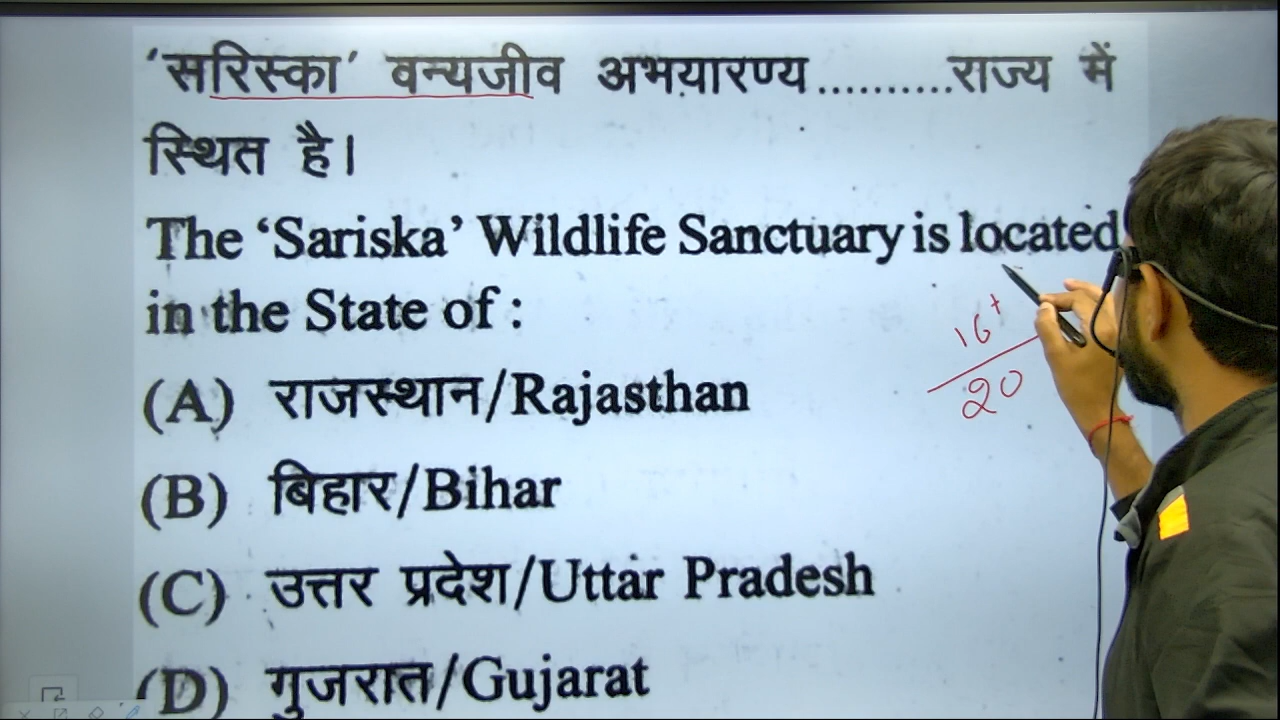 ‘सरिस्का’ वन्यजीव अभयारण्य..........राज्य में
स्थित है।
The ‘Sariska’ Wildlife Sanctuary is located
in the State of :
(A) राजस्थान/Rajasthan
(B) बिहार/Bihar
(C) उत्तर प्रदेश/Uttar Pradesh
(D) गुजरात/Gujarat
16+
20